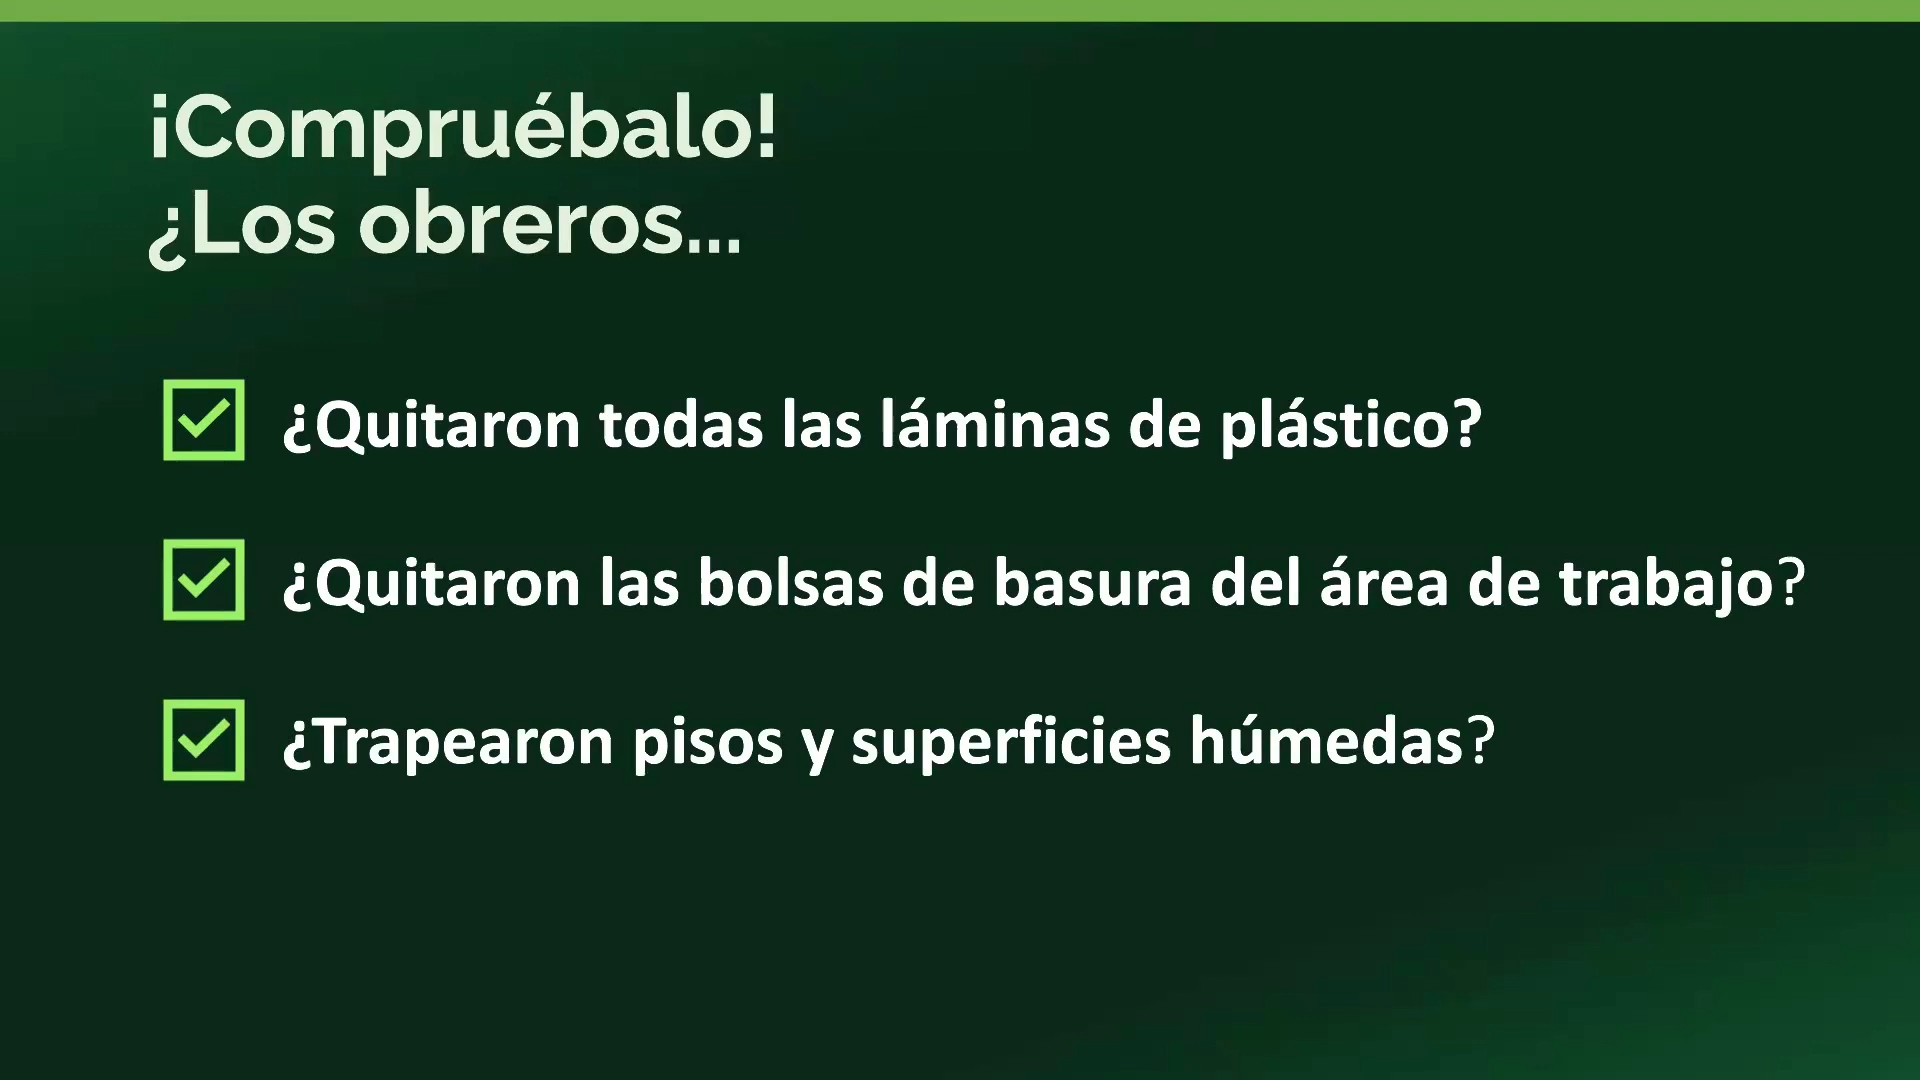 ¡Compruébalo!
¿Los obreros...
¿Quitaron todas las láminas de plástico?
¿Quitaron las bolsas de basura del área de trabajo?
¿Trapearon pisos y superficies húmedas?